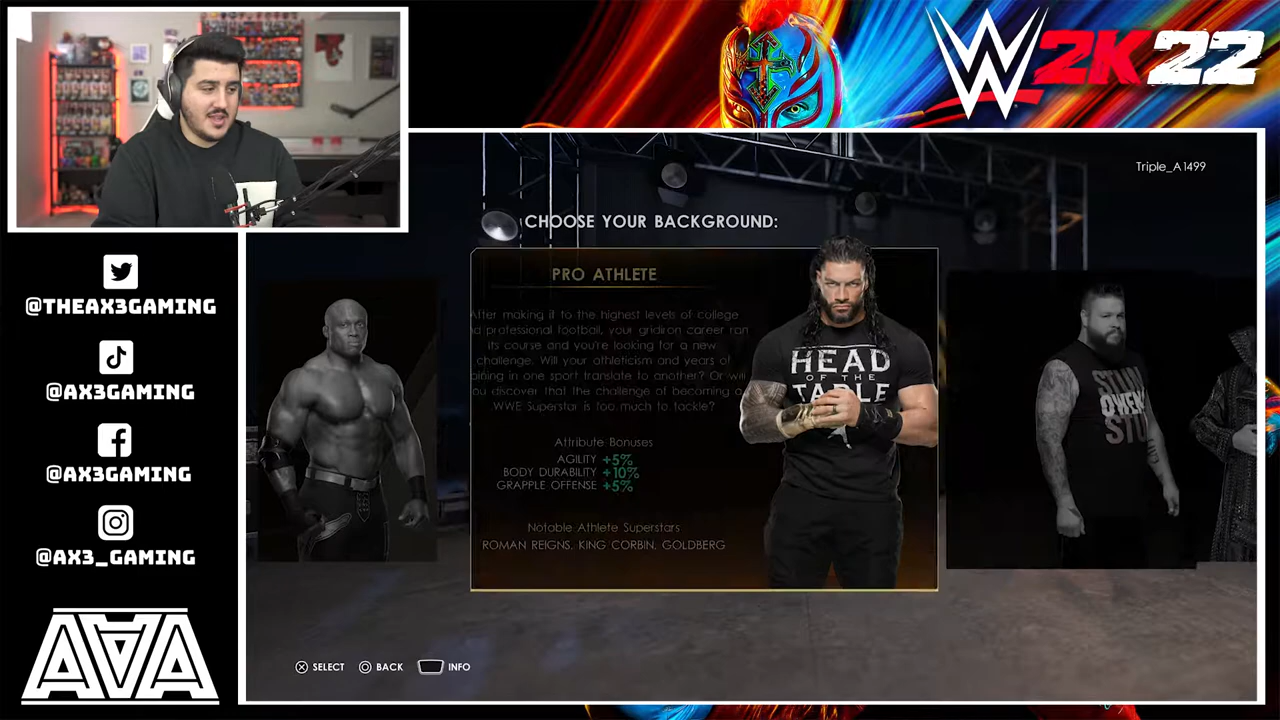 W 2K22
Triple_A1499
CHOOSE YOUR BACKGROUND:
PRO ATHLETE
After making it to the highest levels of college
professional football, your gridiron career ran
its course and you're looking for a new
challenge. Will your athleticism and years of
in one sport translate to another? Or will
you discover that the challenge of becoming a
WWE Superstar is too much to tackle?
Attribute Bonuses
AGILITY +5%
BODY DURABILITY +10%
GRAPPLE OFFENSE +5%
Notable Athlete Superstars
ROMAN REIGNS, KING CORBIN, GOLDBERG
HEAD
OF THE
TABLE
OWENS
SELECT BACK INFO
@THEAX3GAMING
@AX3GAMING
@AX3GAMING
@AX3_GAMING
AAA